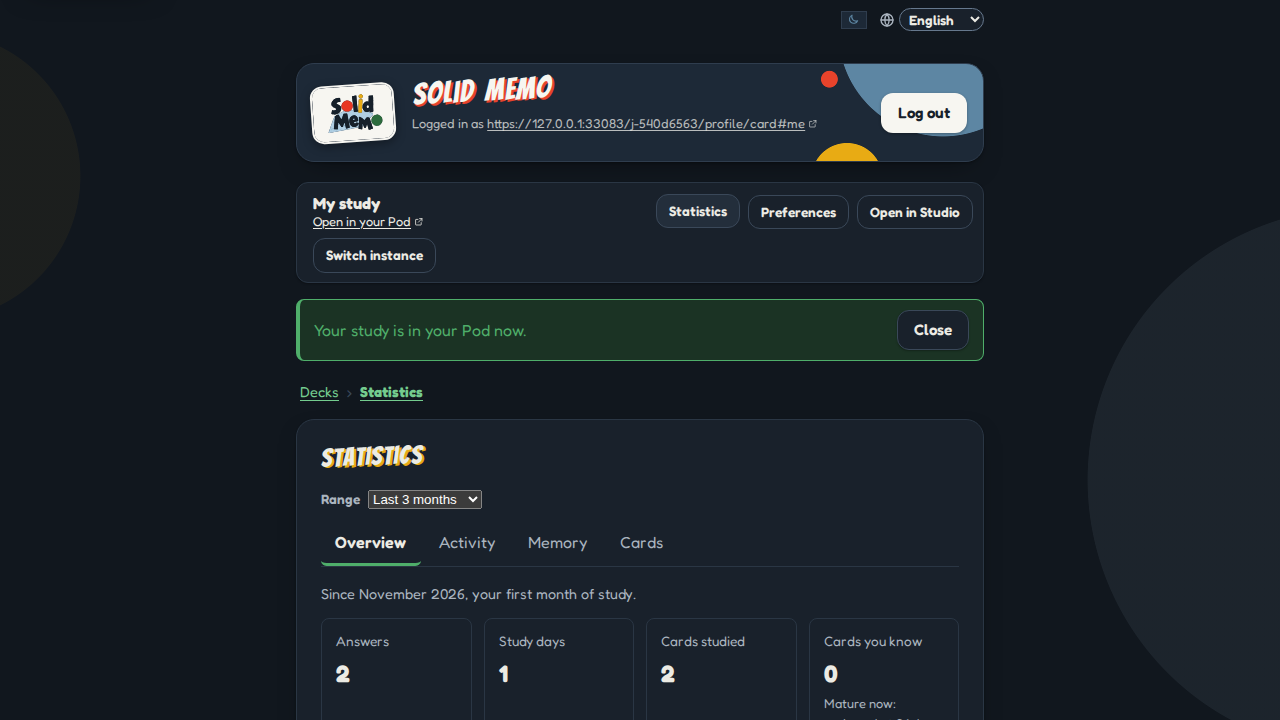 English
Solid Memo
SOLID MEMO
Logged in as https://127.0.0.1:33083/j-540d6563/profile/card#me
Log out
My study
Open in your Pod
Statistics
Preferences
Open in Studio
Switch instance
Your study is in your Pod now.
Close
Decks › Statistics
STATISTICS
Range Last 3 months
Overview Activity Memory Cards
Since November 2026, your first month of study.
Answers Study days Cards studied Cards you know
2 1 2 0
Mature now: